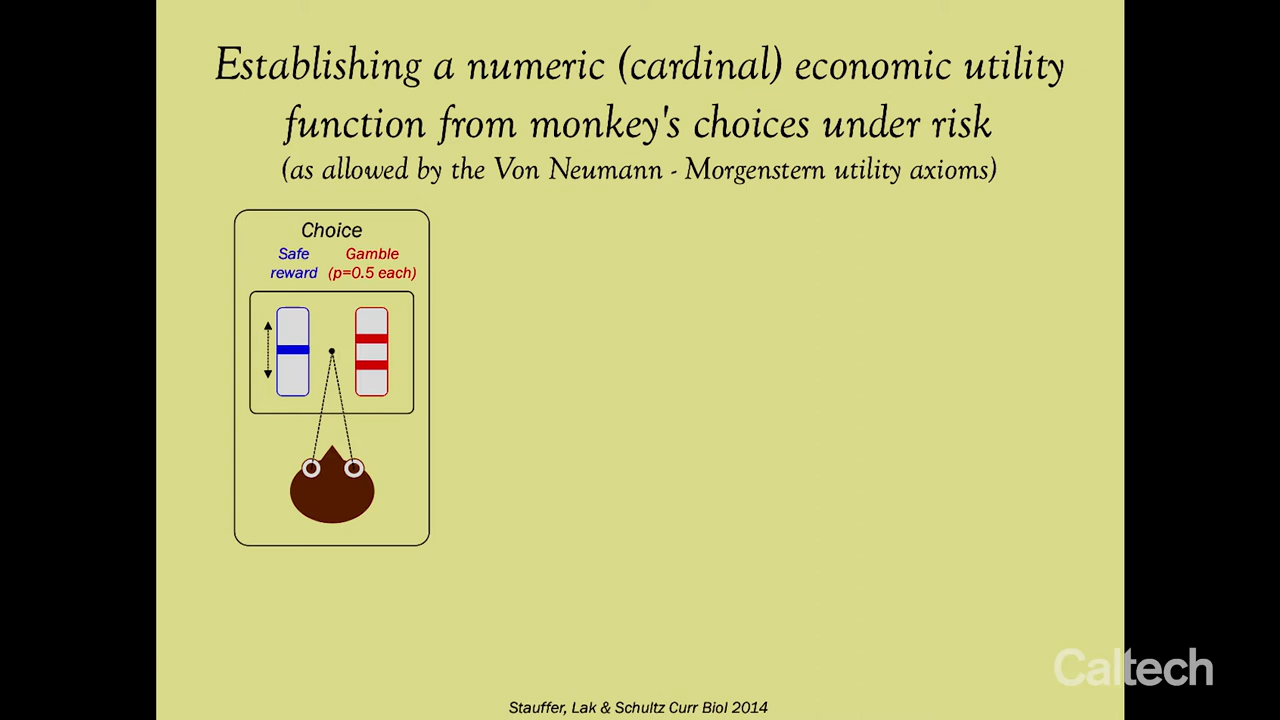 Establishing a numeric (cardinal) economic utility
function from monkey's choices under risk
(as allowed by the Von Neumann - Morgenstern utility axioms)
Choice
Safe Gamble
reward (p=0.5 each)
Caltech
Stauffer, Lak & Schultz Curr Biol 2014